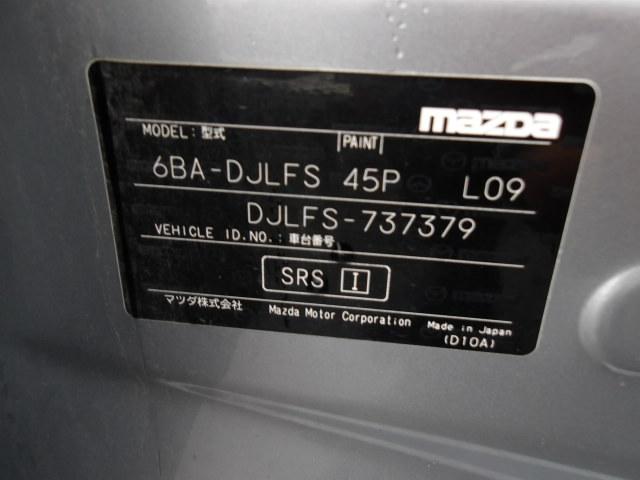 mazda
MODEL: 型式 PAINT
6BA-DJLFS 45P L09
DJLFS-737379
VEHICLE ID.NO.: 車台番号
SRS I
マツダ株式会社 Mazda Motor Corporation Made in Japan
(D10A)